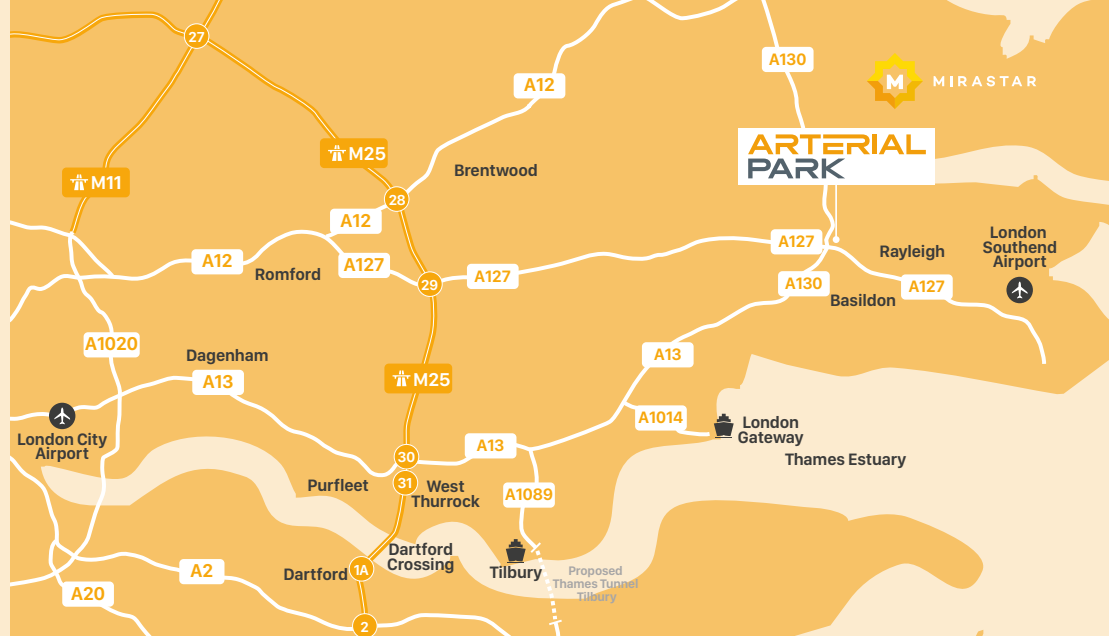 27
A130
M
MIRASTAR
A12
ARTERIAL
PARK
M25
M11
Brentwood
28
A12
A127
London
Southend
Airport
Rayleigh
A12
A127
Romford
A127
29
A130
Basildon
A127
A1020
Dagenham
A13
A13
M25
A1014
London
Gateway
London City
Airport
A13
30
Thames Estuary
31
Purfleet
West
Thurrock
A1089
Dartford
Crossing
Tilbury
Dartford
1A
A2
Proposed
Thames Tunnel
Tilbury
A20
2